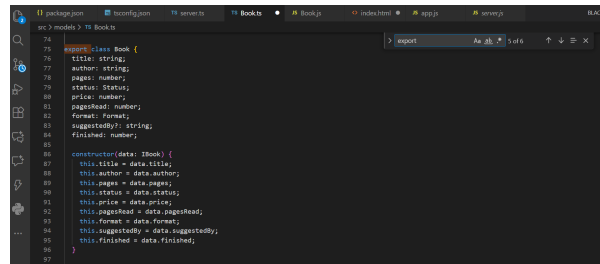 {} package.json tsconfig.json TS server.ts TS Book.ts JS Book.js <> index.html JS app.js JS server.js BLAC
src > models > TS Book.ts
export Aa ab .* 5 of 6
74
75 export class Book {
76 title: string;
77 author: string;
78 pages: number;
79 status: Status;
80 price: number;
81 pagesRead: number;
82 format: Format;
83 suggestedBy?: string;
84 finished: number;
85
86 constructor(data: IBook) {
87 this.title = data.title;
88 this.author = data.author;
89 this.pages = data.pages;
90 this.status = data.status;
91 this.price = data.price;
92 this.pagesRead = data.pagesRead;
93 this.format = data.format;
94 this.suggestedBy = data.suggestedBy;
95 this.finished = data.finished;
96 }
97